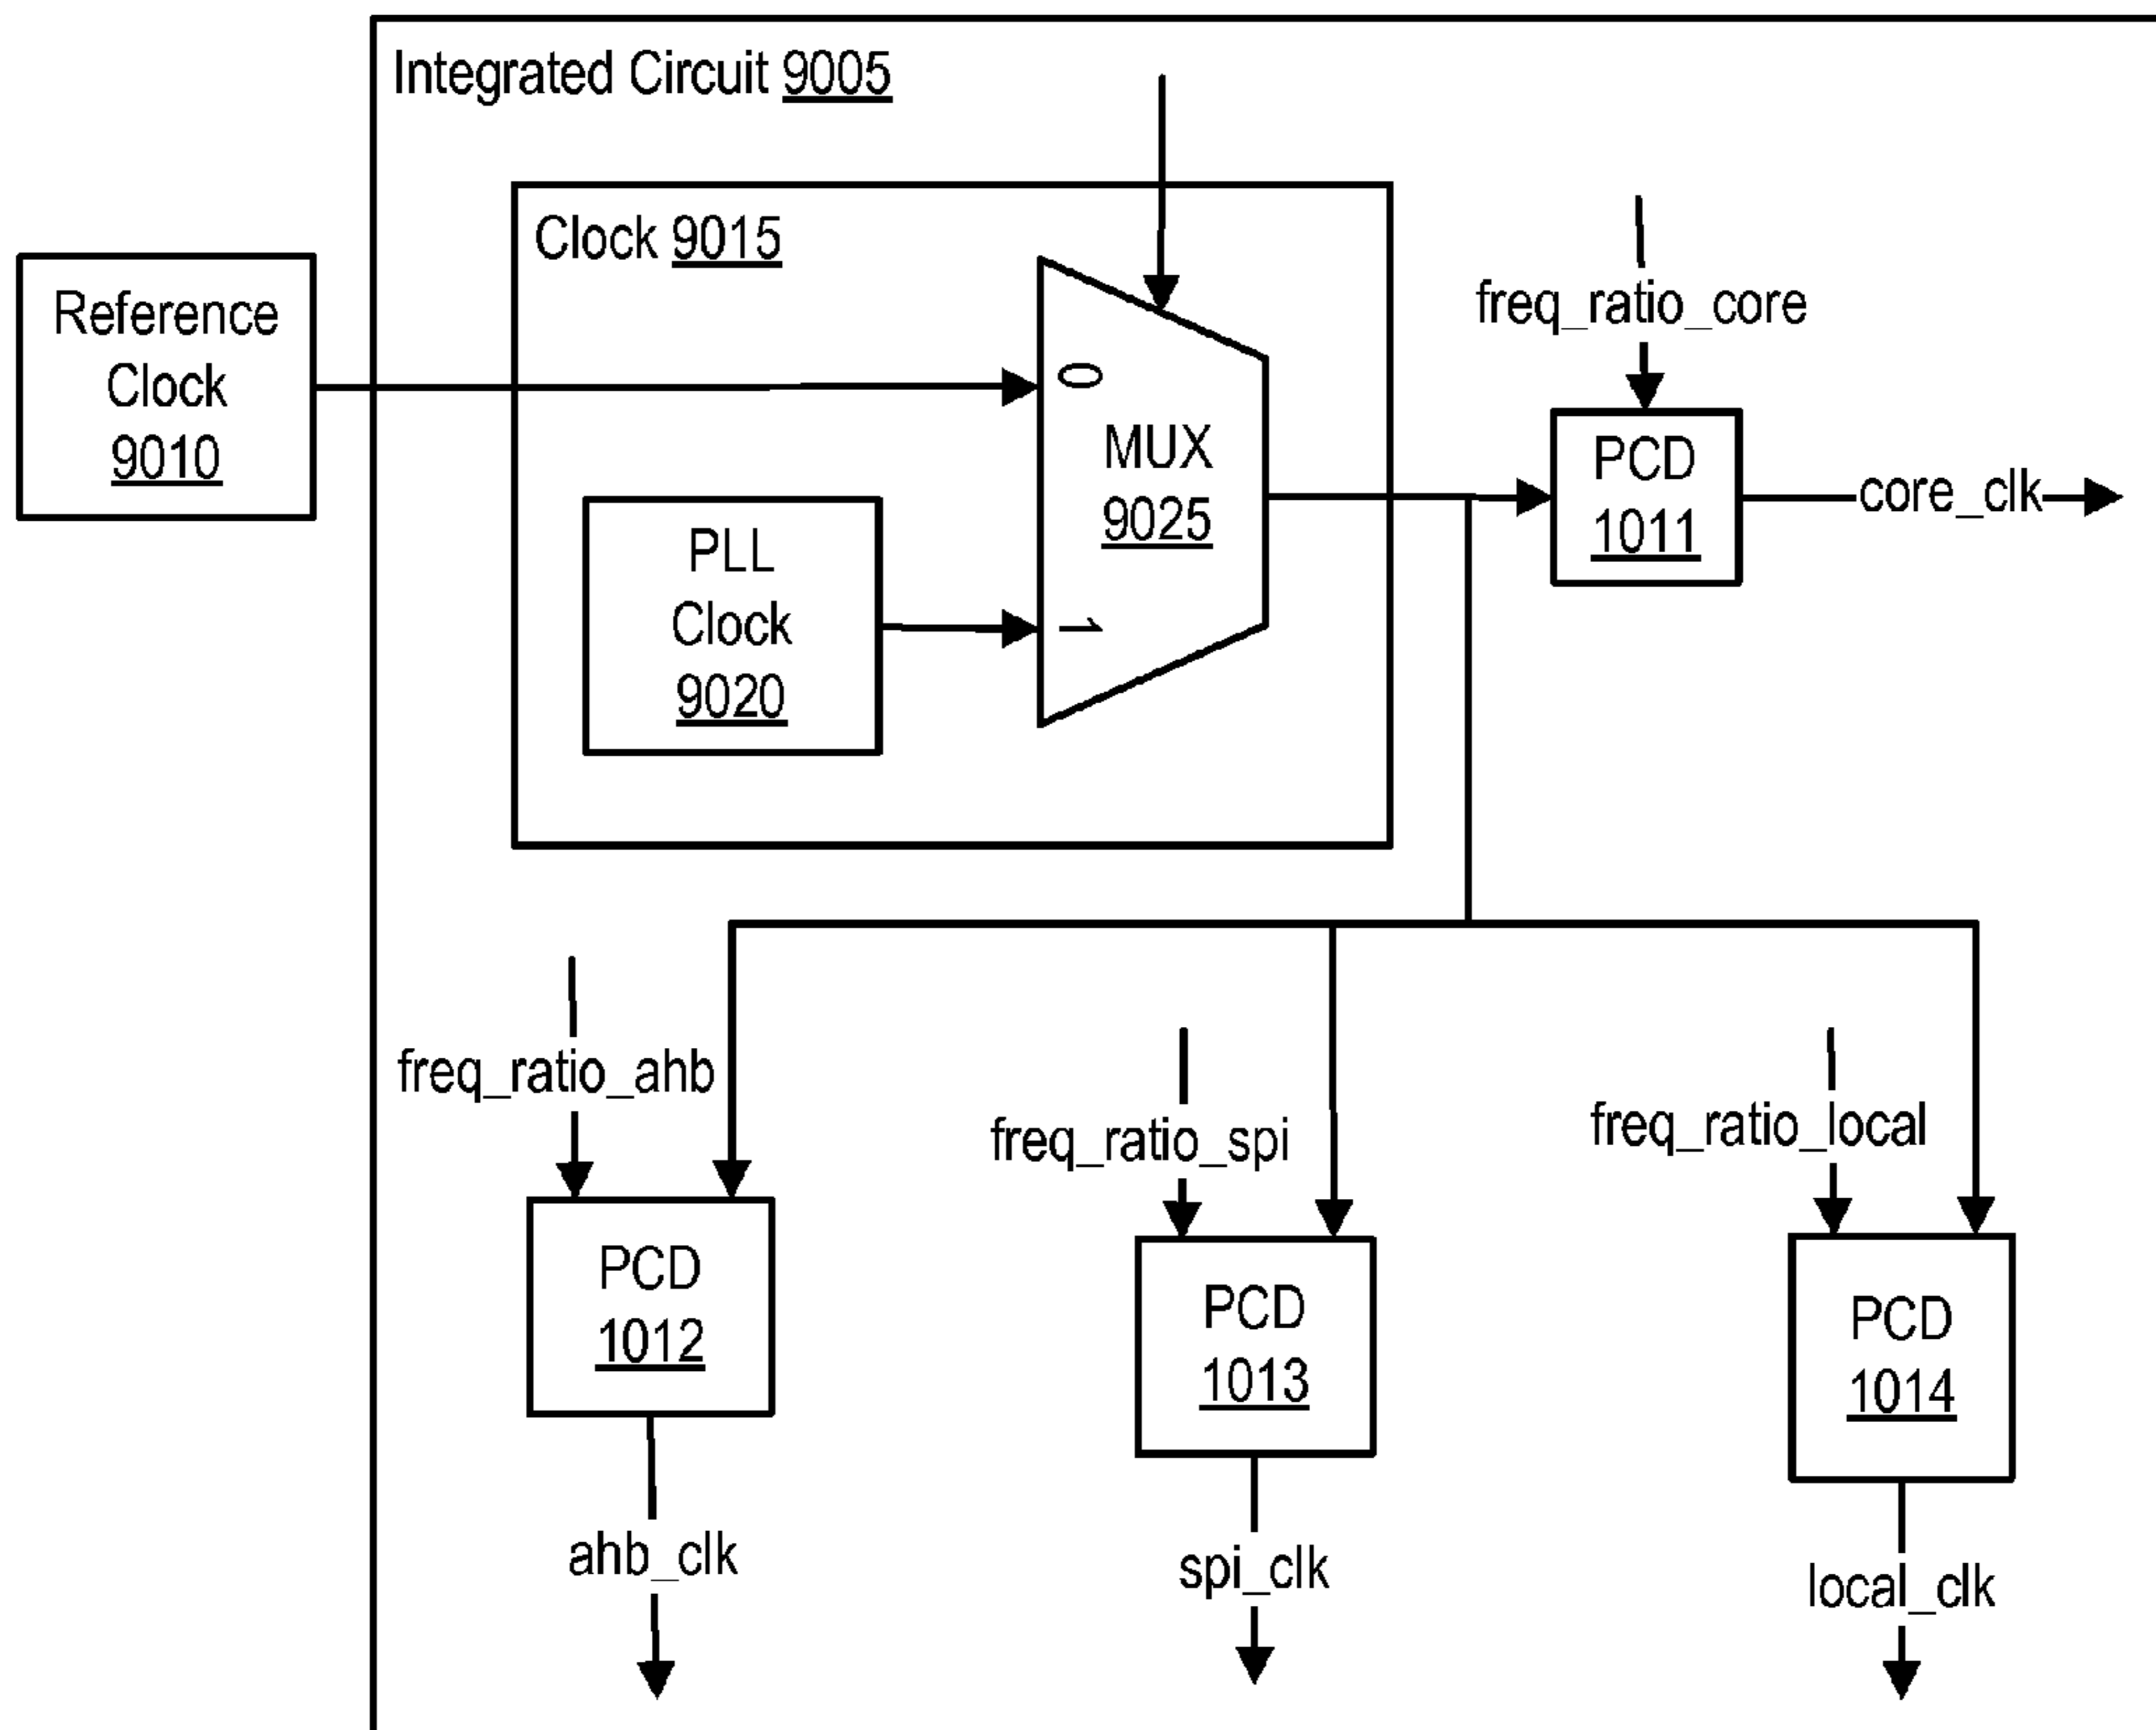 Integrated Circuit 9005
Clock 9015
Reference
Clock
9010
freq_ratio_core
0
MUX
9025
PCD
1011
core_clk
PLL
Clock
9020
1
freq_ratio_ahb
freq_ratio_spi
freq_ratio_local
PCD
1012
PCD
1013
PCD
1014
ahb_clk
spi_clk
local_clk